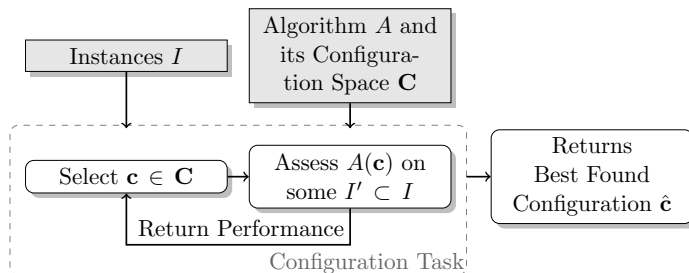 Instances I
Algorithm A and
its Configura-
tion Space C
Select c ∈ C
Assess A(c) on
some I′ ⊂ I
Returns
Best Found
Configuration ĉ
Return Performance
Configuration Task